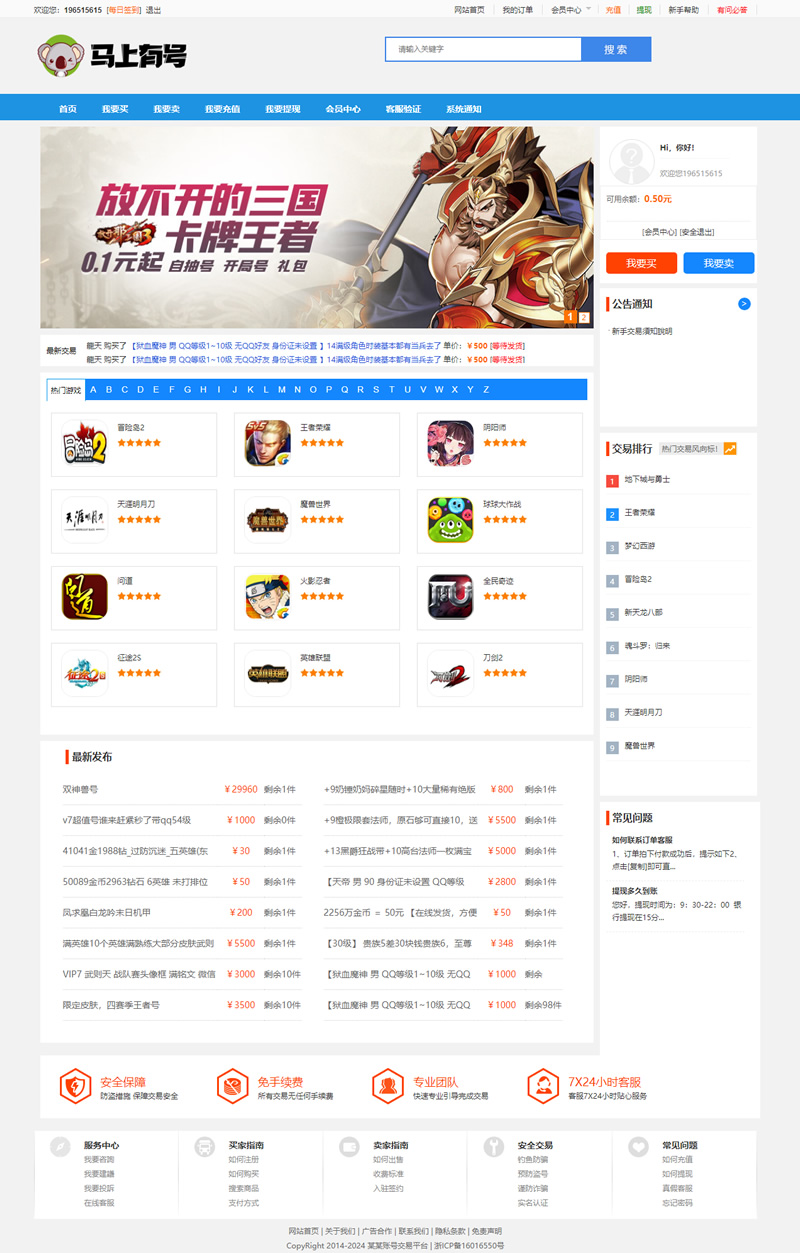 欢迎您: 196515615 [每日签到] 退出
网站首页 我的订单 会员中心 充值 提现 新手帮助 有问必答
马上有号
请输入关键字 搜 索
首页 我要买 我要卖 我要充值 我要提现 会员中心 客服验证 系统通知
放不开的三国
卡牌王者
0.1元起 自抽号 开局号 礼包
1 2
Hi, 你好!
欢迎您196515615
可用余额: 0.50元
[会员中心] [安全退出]
我要买 我要卖
公告通知
· 新手交易须知说明
最新交易
龍天 购买了【狱血魔神 男 QQ等级1~10级 无QQ好友 身份证未设置 】14满级角色时装基本都有当兵去了 单价: ¥500 [等待发货]
龍天 购买了【狱血魔神 男 QQ等级1~10级 无QQ好友 身份证未设置 】14满级角色时装基本都有当兵去了 单价: ¥500 [等待发货]
热门游戏 A B C D E F G H I J K L M N O P Q R S T U V W X Y Z
冒险岛2
王者荣耀
阴阳师
天涯明月刀
魔兽世界
球球大作战
问道
火影忍者
全民奇迹
征途2S
英雄联盟
刀剑2
交易排行 热门交易风向标!
1 地下城与勇士
2 王者荣耀
3 梦幻西游
4 冒险岛2
5 新天龙八部
6 魂斗罗: 归来
7 阴阳师
8 天涯明月刀
9 魔兽世界
最新发布
双神兽号 ¥29960 剩余1件
+9奶锤奶妈碎星随时+10大量稀有绝版 ¥800 剩余1件
v7超值号谁来赶紧秒了带qq54级 ¥1000 剩余0件
+9橙极限套法师, 原石够可直接10, 送 ¥5500 剩余1件
41041金1988钻_过防沉迷_五英雄(东 ¥30 剩余1件
+13黑爵狂战带+10高台法师一枚满宝 ¥5000 剩余1件
50089金币2963钻石 6英雄 未打排位 ¥50 剩余1件
【天帝 男 90 身份证未设置 QQ等级 ¥2800 剩余1件
凤求凰白龙吟末日机甲 ¥200 剩余1件
2256万金币 = 50元 【在线发货, 方便 ¥50 剩余1件
满英雄10个英雄满熟练大部分皮肤武则 ¥5500 剩余1件
【30级】 贵族5差30块钱贵族6, 至尊 ¥348 剩余1件
VIP7 武则天 战队赛头像框 满铭文 微信 ¥3000 剩余10件
【狱血魔神 男 QQ等级1~10级 无QQ ¥1000 剩余
限定皮肤, 四赛季王者号 ¥3500 剩余10件
【狱血魔神 男 QQ等级1~10级 无QQ ¥1000 剩余98件
常见问题
如何联系订单客服
1、订单拍下付款成功后, 提示如下2、
点击[复制]即可直...
提现多久到账
您好, 提现时间为: 9: 30-22: 00 银
行提现在15分...
安全保障
防盗措施 保障交易安全
免手续费
所有交易无任何手续费
专业团队
快速专业引导完成交易
7X24小时客服
客服7X24小时贴心服务
服务中心
我要咨询
我要建议
我要投诉
在线客服
买家指南
如何注册
如何购买
搜索商品
支付方式
卖家指南
如何出售
收费标准
入驻签约
安全交易
钓鱼防骗
预防盗号
谨防诈骗
实名认证
常见问题
如何充值
如何提现
真假客服
忘记密码
网站首页 | 关于我们 | 广告合作 | 联系我们 | 隐私条款 | 免责声明
CopyRight 2014-2024 某某账号交易平台 | 浙ICP备16016550号